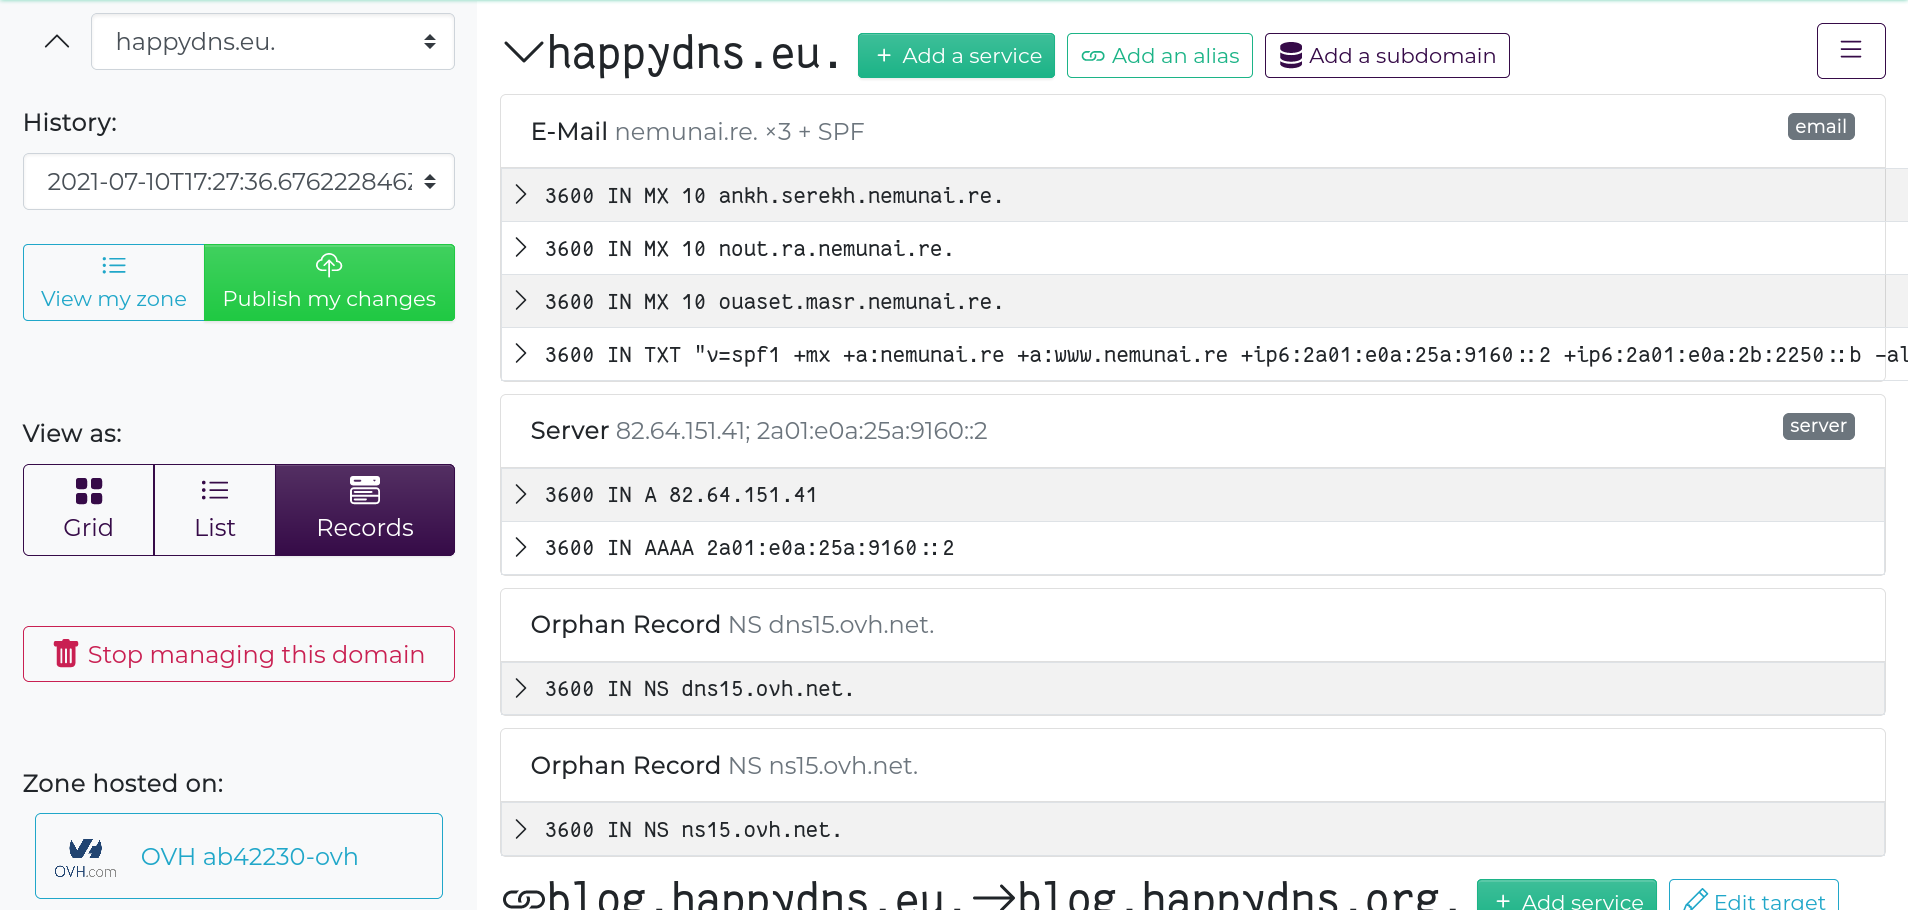 happydns.eu.
History:
2021-07-10T17:27:36.676222846
View my zone
Publish my changes
View as:
Grid
List
Records
Stop managing this domain
Zone hosted on:
OVH.com
OVH ab42230-ovh
happydns.eu.
+ Add a service
Add an alias
Add a subdomain
E-Mail nemunai.re. ×3 + SPF
email
3600 IN MX 10 ankh.serekh.nemunai.re.
3600 IN MX 10 nout.ra.nemunai.re.
3600 IN MX 10 ouaset.masr.nemunai.re.
3600 IN TXT "v=spf1 +mx +a:nemunai.re +a:www.nemunai.re +ip6:2a01:e0a:25a:9160::2 +ip6:2a01:e0a:2b:2250::b -al
Server 82.64.151.41; 2a01:e0a:25a:9160::2
server
3600 IN A 82.64.151.41
3600 IN AAAA 2a01:e0a:25a:9160::2
Orphan Record NS dns15.ovh.net.
3600 IN NS dns15.ovh.net.
Orphan Record NS ns15.ovh.net.
3600 IN NS ns15.ovh.net.
blog.happydns.eu.→blog.happydns.org.
+ Add service
Edit target